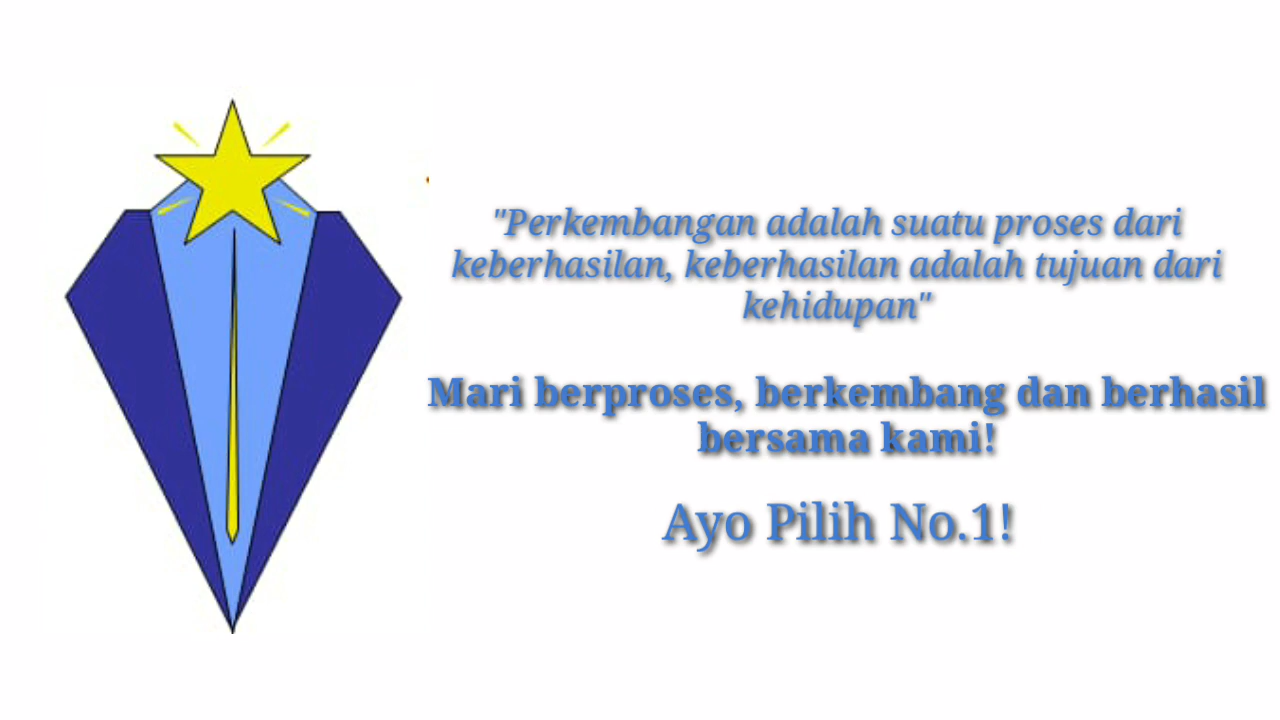 "Perkembangan adalah suatu proses dari
keberhasilan, keberhasilan adalah tujuan dari
kehidupan"
Mari berproses, berkembang dan berhasil
bersama kami!
Ayo Pilih No.1!